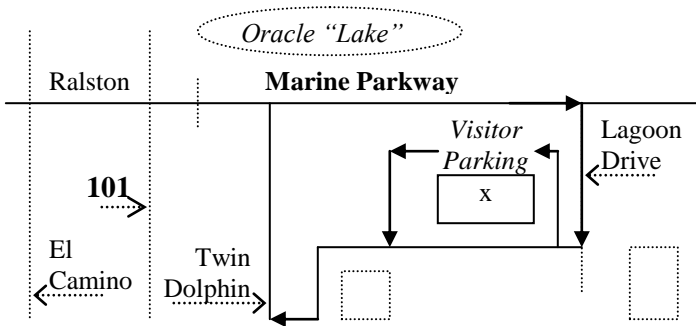 Oracle “Lake”
Ralston
Marine Parkway
Visitor
Parking
Lagoon
Drive
101
x
El
Camino
Twin
Dolphin